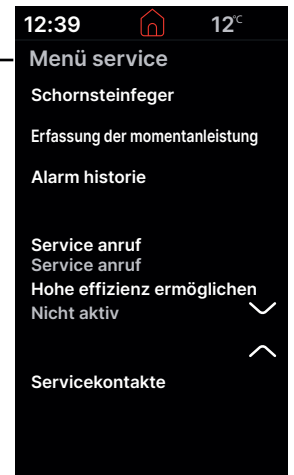 12:39 12°C
Menü service
Schornsteinfeger
Erfassung der momentanleistung
Alarm historie
Service anruf
Service anruf
Hohe effizienz ermöglichen
Nicht aktiv
Servicekontakte